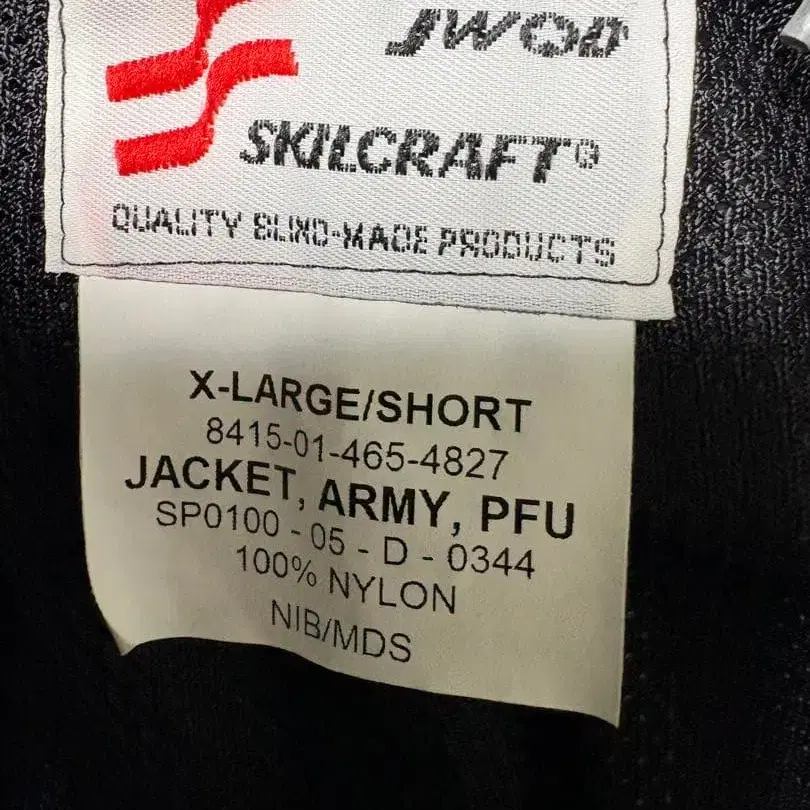 JWOD
SKILCRAFT®
QUALITY BLIND-MADE PRODUCTS
X-LARGE/SHORT
8415-01-465-4827
JACKET, ARMY, PFU
SP0100 - 05 - D - 0344
100% NYLON
NIB/MDS